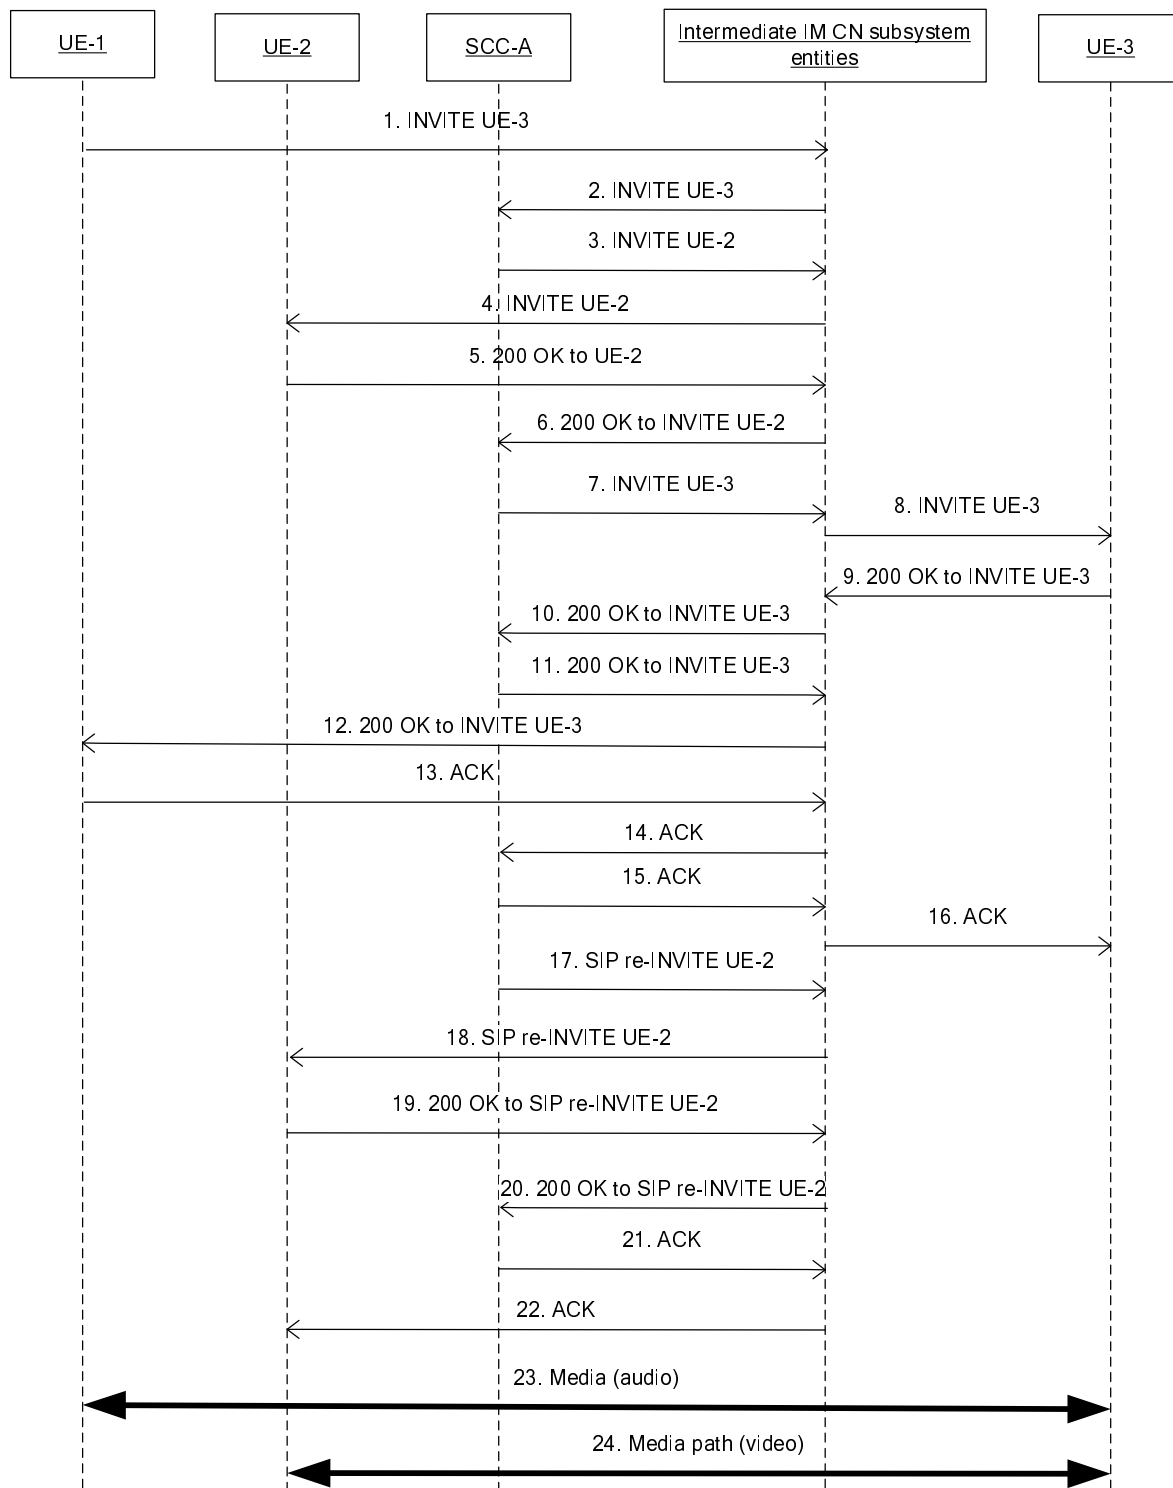 UE-1
UE-2
SCC-A
Intermediate IM CN subsystem
entities
UE-3
1. INVITE UE-3
2. INVITE UE-3
3. INVITE UE-2
4. INVITE UE-2
5. 200 OK to UE-2
6. 200 OK to INVITE UE-2
7. INVITE UE-3
8. INVITE UE-3
9. 200 OK to INVITE UE-3
10. 200 OK to INVITE UE-3
11. 200 OK to INVITE UE-3
12. 200 OK to INVITE UE-3
13. ACK
14. ACK
15. ACK
16. ACK
17. SIP re-INVITE UE-2
18. SIP re-INVITE UE-2
19. 200 OK to SIP re-INVITE UE-2
20. 200 OK to SIP re-INVITE UE-2
21. ACK
22. ACK
23. Media (audio)
24. Media path (video)